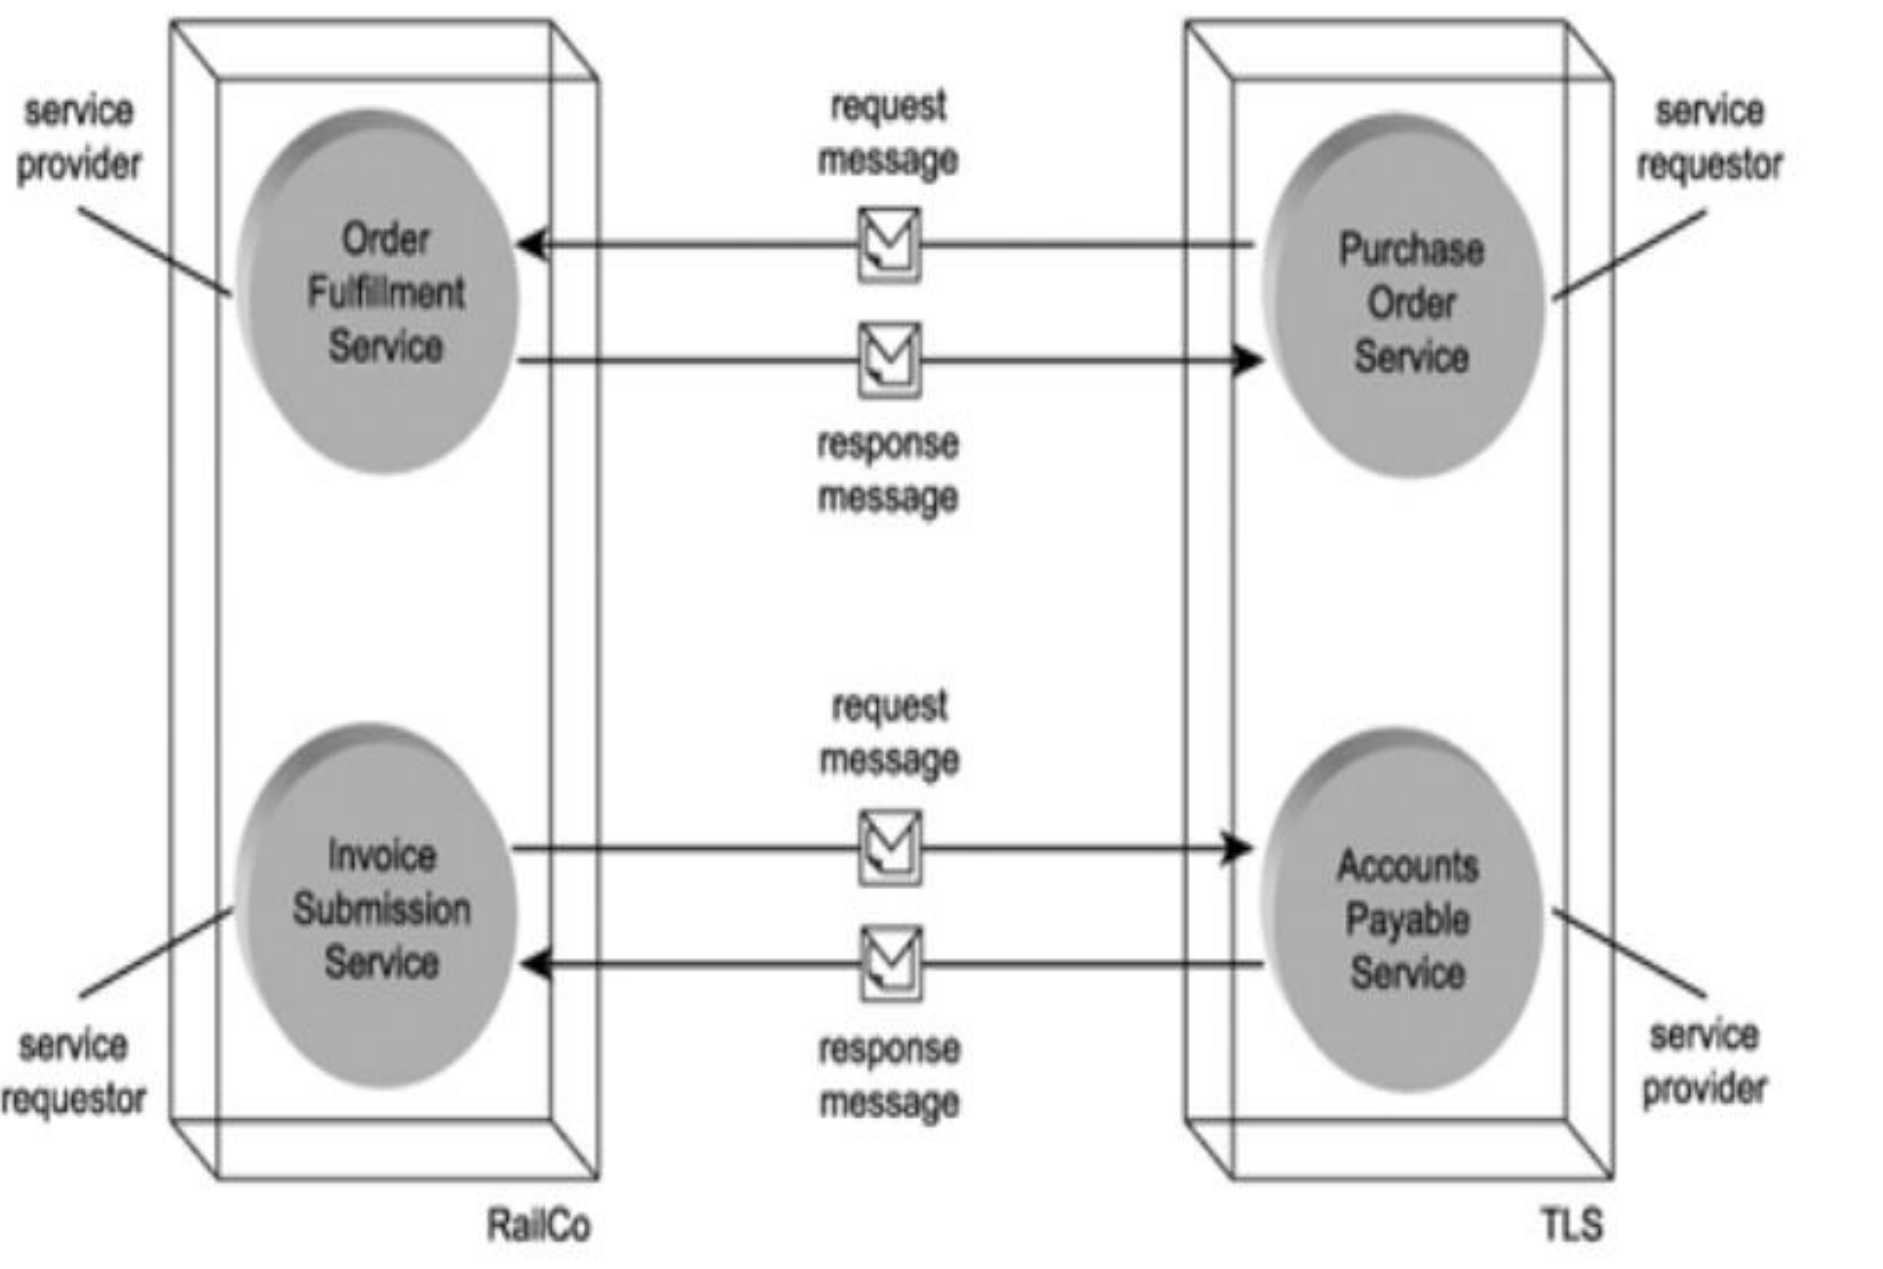 service
provider
Order
Fulfillment
Service
request
message
response
message
Purchase
Order
Service
service
requestor
Invoice
Submission
Service
service
requestor
request
message
response
message
Accounts
Payable
Service
service
provider
RailCo
TLS